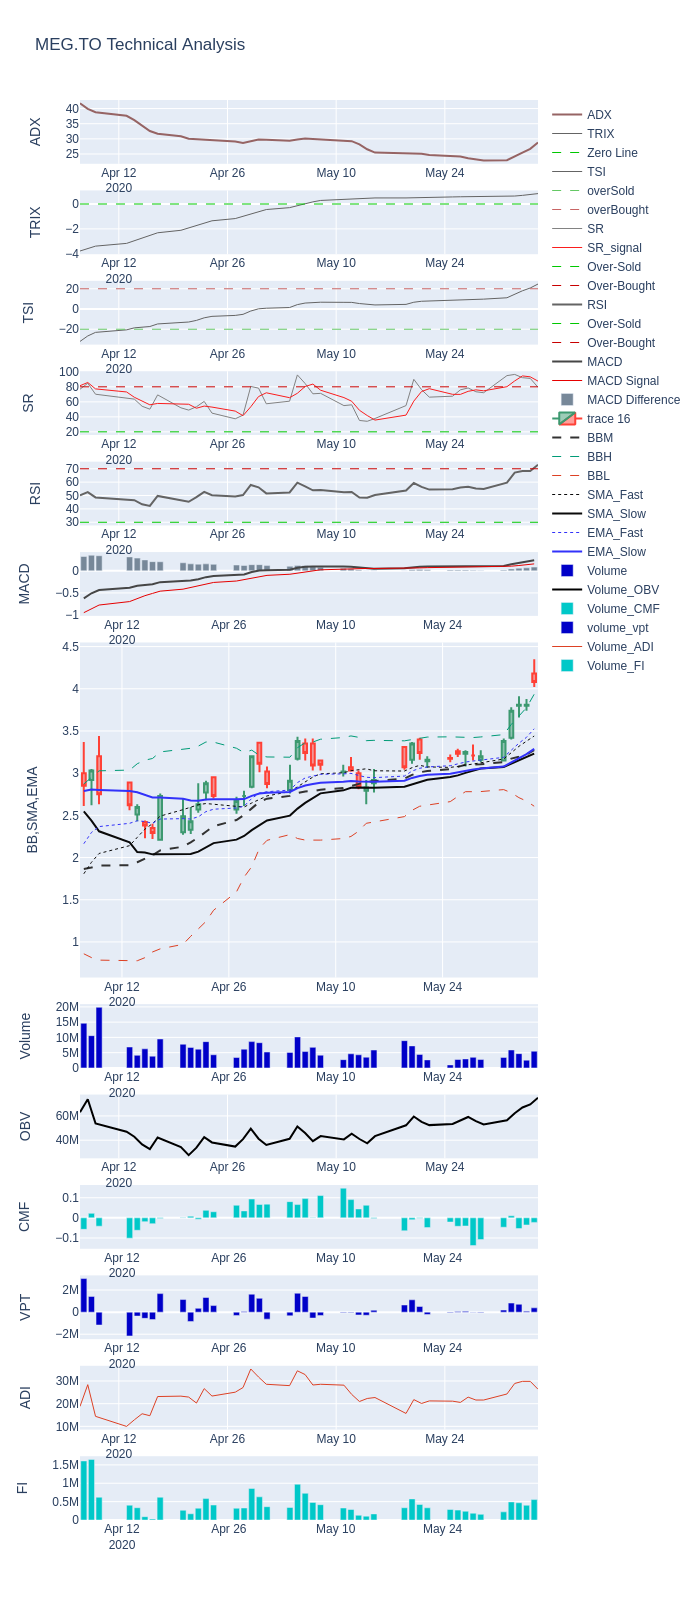 MEG.TO Technical Analysis
ADX
40
35
30
25
Apr 12
2020
Apr 26
May 10
May 24
TRIX
0
−2
−4
Apr 12
2020
Apr 26
May 10
May 24
TSI
20
0
−20
Apr 12
2020
Apr 26
May 10
May 24
SR
100
80
60
40
20
Apr 12
2020
Apr 26
May 10
May 24
RSI
70
60
50
40
30
Apr 12
2020
Apr 26
May 10
May 24
MACD
0
−0.5
−1
Apr 12
2020
Apr 26
May 10
May 24
BB,SMA,EMA
4.5
4
3.5
3
2.5
2
1.5
1
Apr 12
2020
Apr 26
May 10
May 24
Volume
20M
15M
10M
5M
0
Apr 12
2020
Apr 26
May 10
May 24
OBV
60M
40M
Apr 12
2020
Apr 26
May 10
May 24
CMF
0.1
0
−0.1
Apr 12
2020
Apr 26
May 10
May 24
VPT
2M
0
−2M
Apr 12
2020
Apr 26
May 10
May 24
ADI
30M
20M
10M
Apr 12
2020
Apr 26
May 10
May 24
FI
1.5M
1M
0.5M
0
Apr 12
2020
Apr 26
May 10
May 24
ADX
TRIX
Zero Line
TSI
overSold
overBought
SR
SR_signal
Over-Sold
Over-Bought
RSI
Over-Sold
Over-Bought
MACD
MACD Signal
MACD Difference
trace 16
BBM
BBH
BBL
SMA_Fast
SMA_Slow
EMA_Fast
EMA_Slow
Volume
Volume_OBV
Volume_CMF
volume_vpt
Volume_ADI
Volume_FI